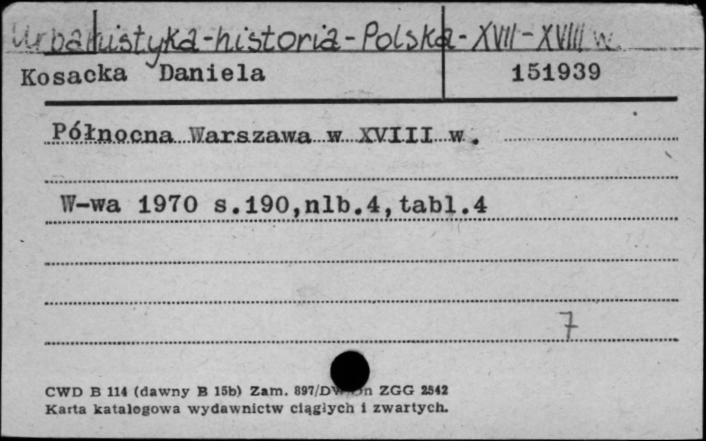 Urbanistyka-historia-Polska-XVII-XVIII w.
Kosacka Daniela 151939
Północna Warszawa w XVIII w.
W-wa 1970 s.190,nlb.4,tabl.4
7
CWD B 114 (dawny B 15b) Zam. 897/DW ZGG 2542
Karta katalogowa wydawnictw ciągłych i zwartych.